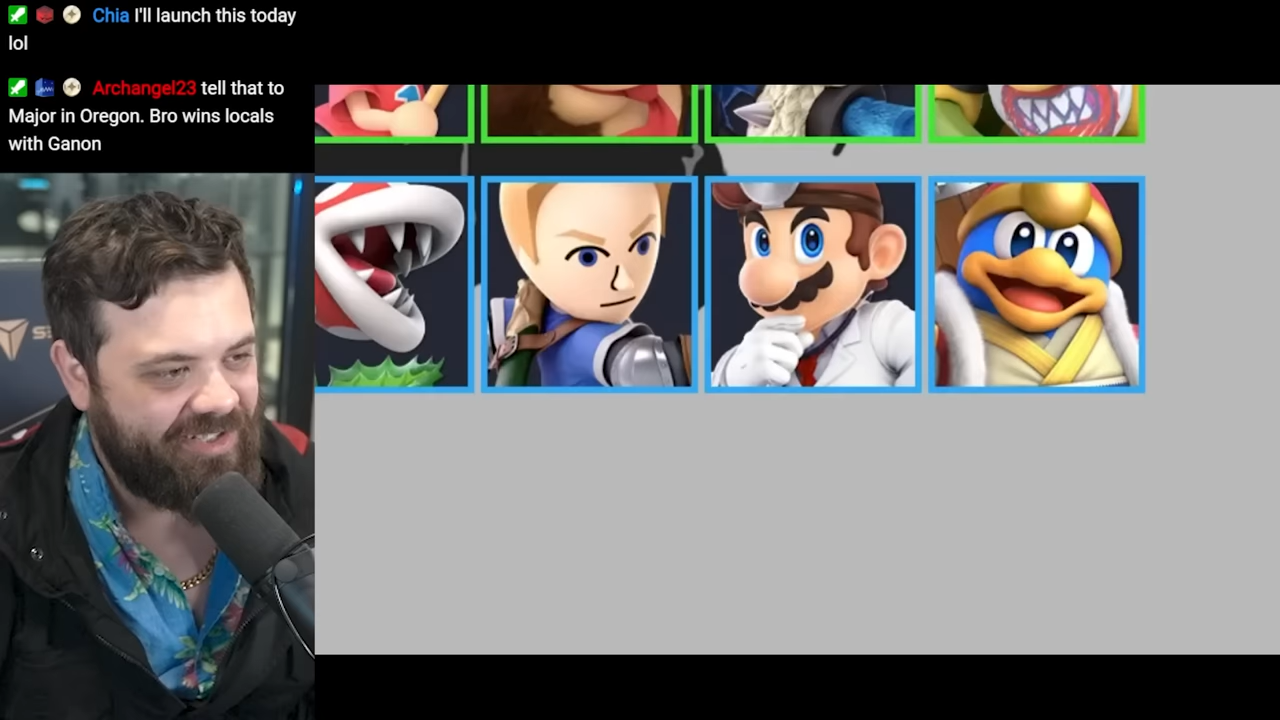 Chia I'll launch this today
lol
Archangel23 tell that to
Major in Oregon. Bro wins locals
with Ganon